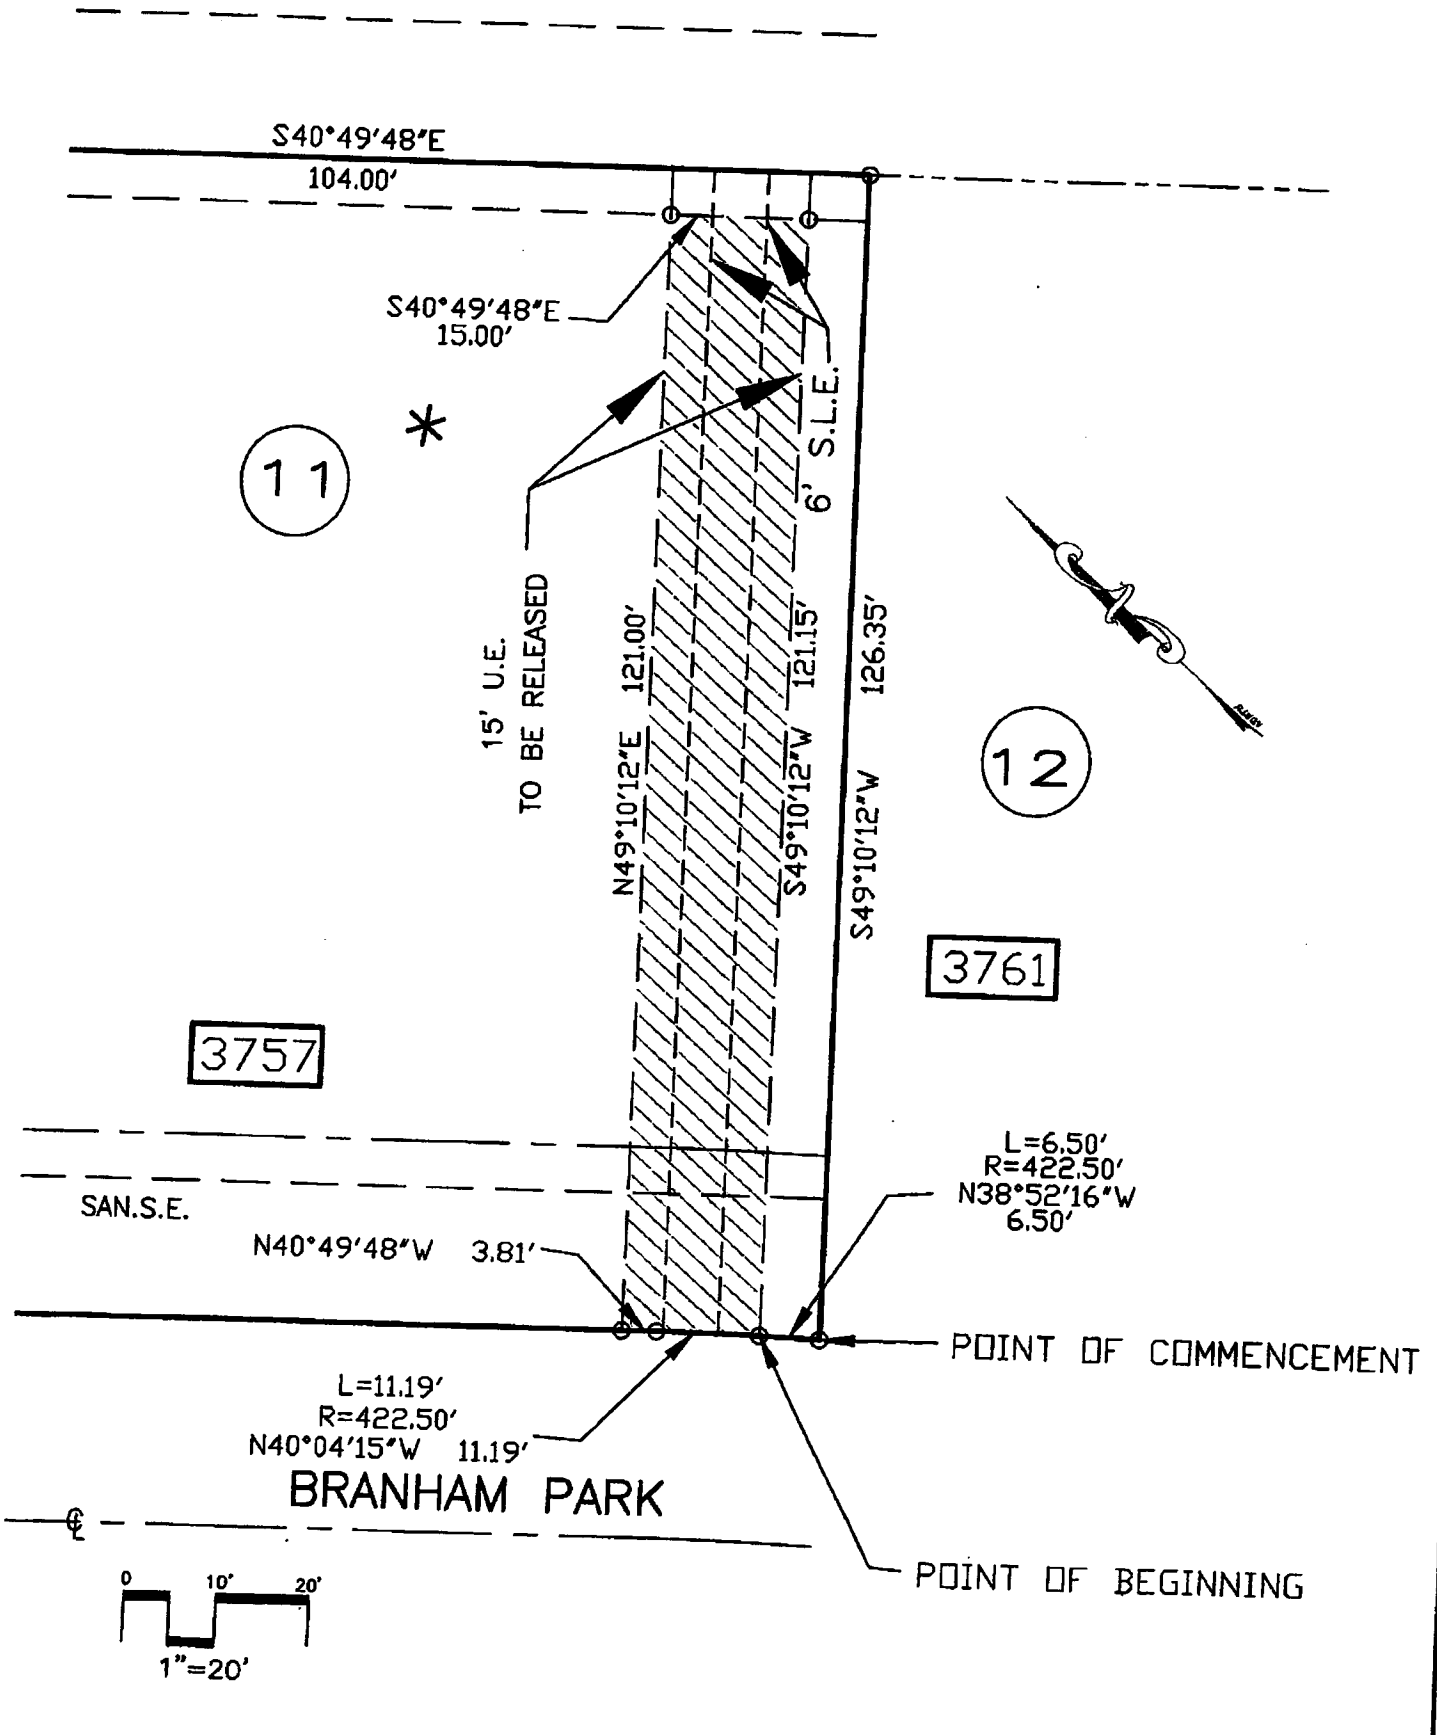 S40°49'48"E
104.00'
S40°49'48"E
15.00'
*
11
6' S.L.E.
15' U.E.
TO BE RELEASED
N49°10'12"E 121.00'
S49°10'12"W 121.15'
S49°10'12"W 126.35'
NORTH
12
3761
3757
L=6.50'
R=422.50'
N38°52'16"W
6.50'
SAN.S.E.
N40°49'48"W 3.81'
POINT OF COMMENCEMENT
L=11.19'
R=422.50'
N40°04'15"W 11.19'
BRANHAM PARK
CL
POINT OF BEGINNING
0 10' 20'
1"=20'